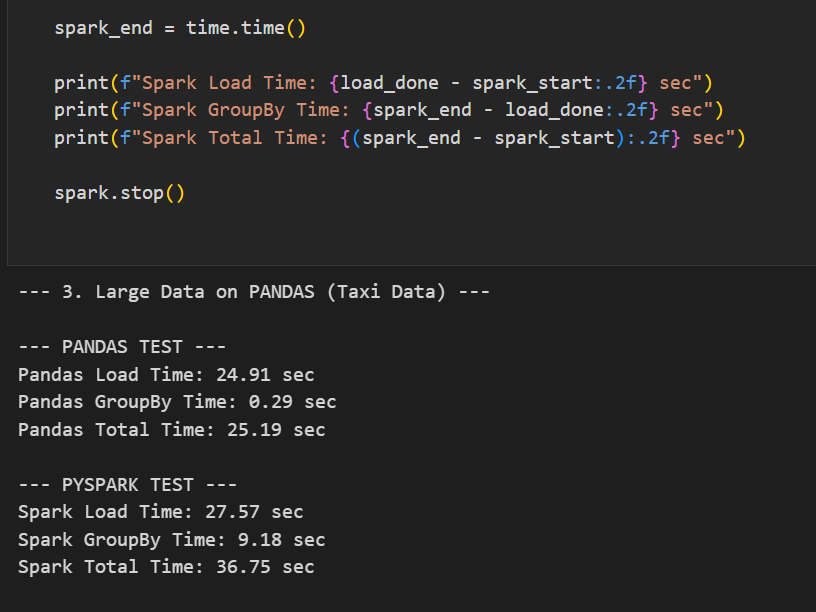 spark_end = time.time()
print(f"Spark Load Time: {load_done - spark_start:.2f} sec")
print(f"Spark GroupBy Time: {spark_end - load_done:.2f} sec")
print(f"Spark Total Time: {(spark_end - spark_start):.2f} sec")
spark.stop()
--- 3. Large Data on PANDAS (Taxi Data) ---
--- PANDAS TEST ---
Pandas Load Time: 24.91 sec
Pandas GroupBy Time: 0.29 sec
Pandas Total Time: 25.19 sec
--- PYSPARK TEST ---
Spark Load Time: 27.57 sec
Spark GroupBy Time: 9.18 sec
Spark Total Time: 36.75 sec